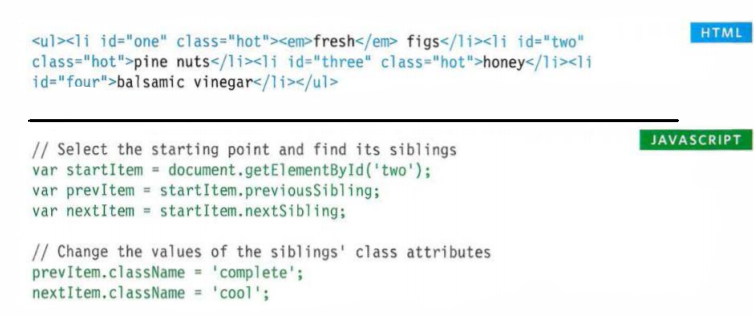 HTML
<ul><li id="one" class="hot"><em>fresh</em> figs</li><li id="two"
class="hot">pine nuts</li><li id="three" class="hot">honey</li><li
id="four">balsamic vinegar</li></ul>
JAVASCRIPT
// Select the starting point and find its siblings
var startItem = document.getElementById('two');
var prevItem = startItem.previousSibling;
var nextItem = startItem.nextSibling;
// Change the values of the siblings' class attributes
prevItem.className = 'complete';
nextItem.className = 'cool';